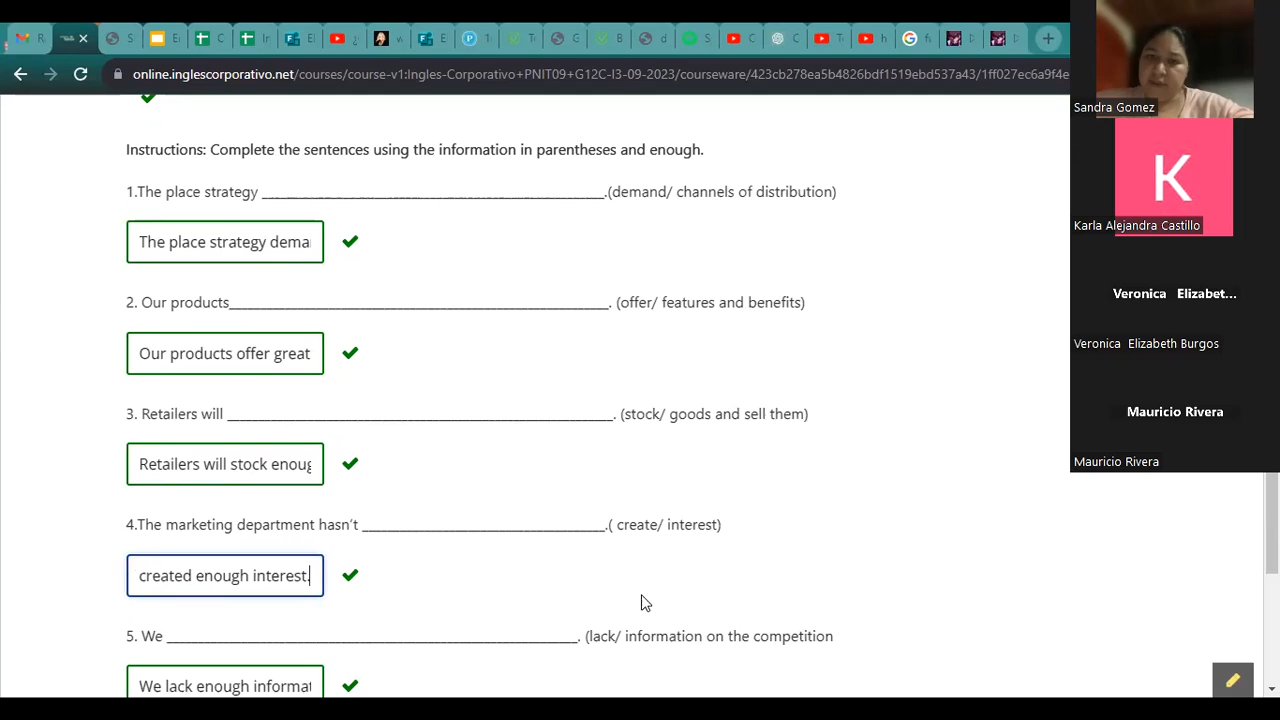 online.inglescorporativo.net/courses/course-v1:Ingles-Corporativo+PNIT09+G12C-I3-09-2023/courseware/423cb278ea5b4826bdf1519ebd537a43/1ff027ec6a9f4e
Instructions: Complete the sentences using the information in parentheses and enough.
1.The place strategy ______________________________________________.(demand/ channels of distribution)
The place strategy dema
2. Our products___________________________________________________. (offer/ features and benefits)
Our products offer great
3. Retailers will ____________________________________________________. (stock/ goods and sell them)
Retailers will stock enoug
4.The marketing department hasn't _________________________________.( create/ interest)
created enough interest.
5. We _______________________________________________________. (lack/ information on the competition
We lack enough informat
Sandra Gomez
K
Karla Alejandra Castillo
Veronica Elizabet...
Veronica Elizabeth Burgos
Mauricio Rivera
Mauricio Rivera